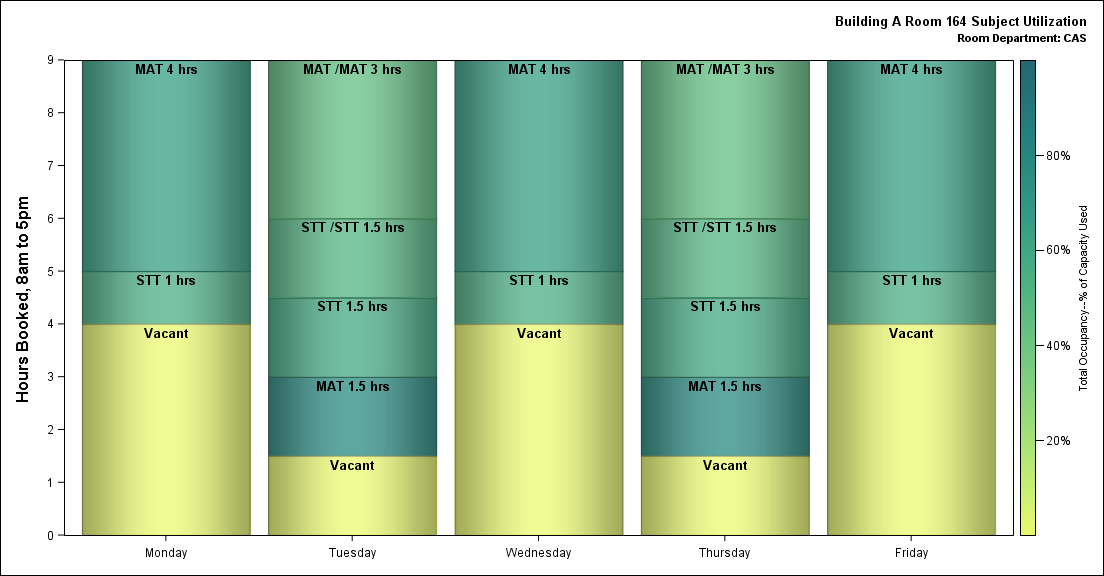 Building A Room 164 Subject Utilization
Room Department: CAS
Hours Booked, 8am to 5pm
9
8
7
6
5
4
3
2
1
0
MAT 4 hrs
STT 1 hrs
Vacant
Monday
MAT /MAT 3 hrs
STT /STT 1.5 hrs
STT 1.5 hrs
MAT 1.5 hrs
Vacant
Tuesday
MAT 4 hrs
STT 1 hrs
Vacant
Wednesday
MAT /MAT 3 hrs
STT /STT 1.5 hrs
STT 1.5 hrs
MAT 1.5 hrs
Vacant
Thursday
MAT 4 hrs
STT 1 hrs
Vacant
Friday
80%
60%
40%
20%
Total Occupancy--% of Capacity Used